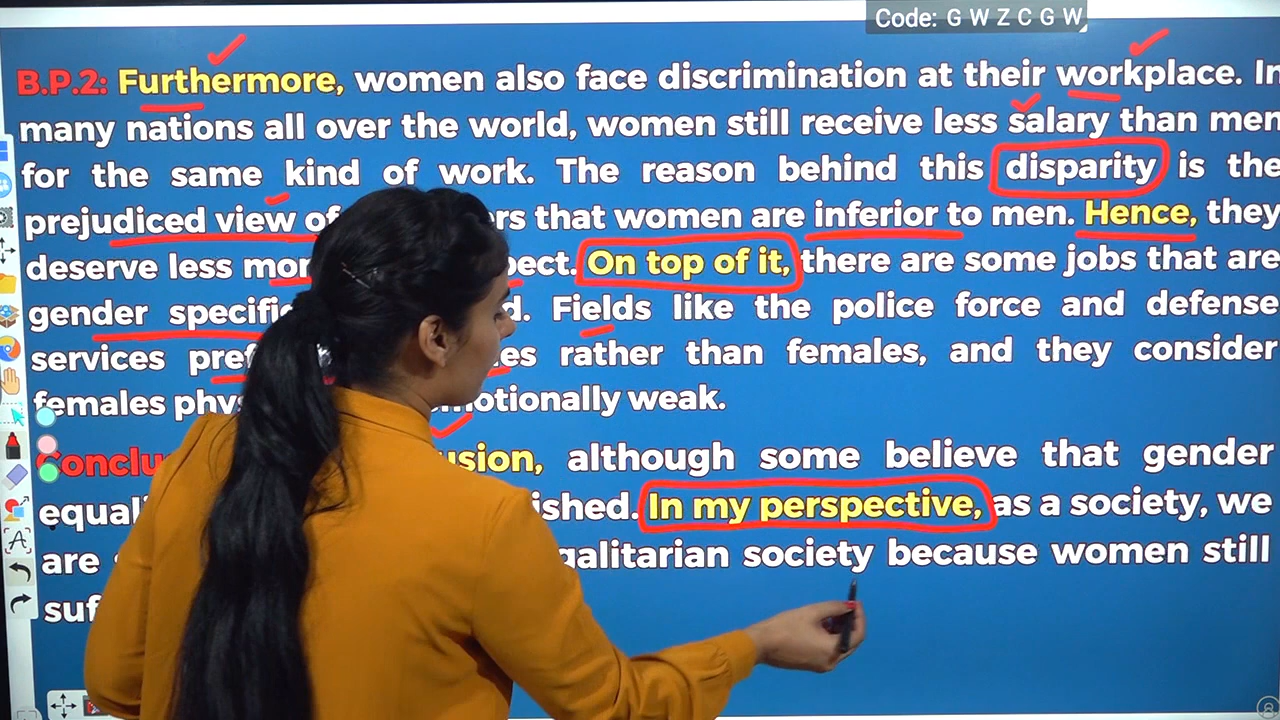 Code: G W Z C G W
B.P.2: Furthermore, women also face discrimination at their workplace. In
many nations all over the world, women still receive less salary than men
for the same kind of work. The reason behind this disparity is the
prejudiced view of ers that women are inferior to men. Hence, they
deserve less mon pect. On top of it, there are some jobs that are
gender specific d. Fields like the police force and defense
services pref es rather than females, and they consider
females phys emotionally weak.
Conclu usion, although some believe that gender
equali ished. In my perspective, as a society, we
are galitarian society because women still
suf